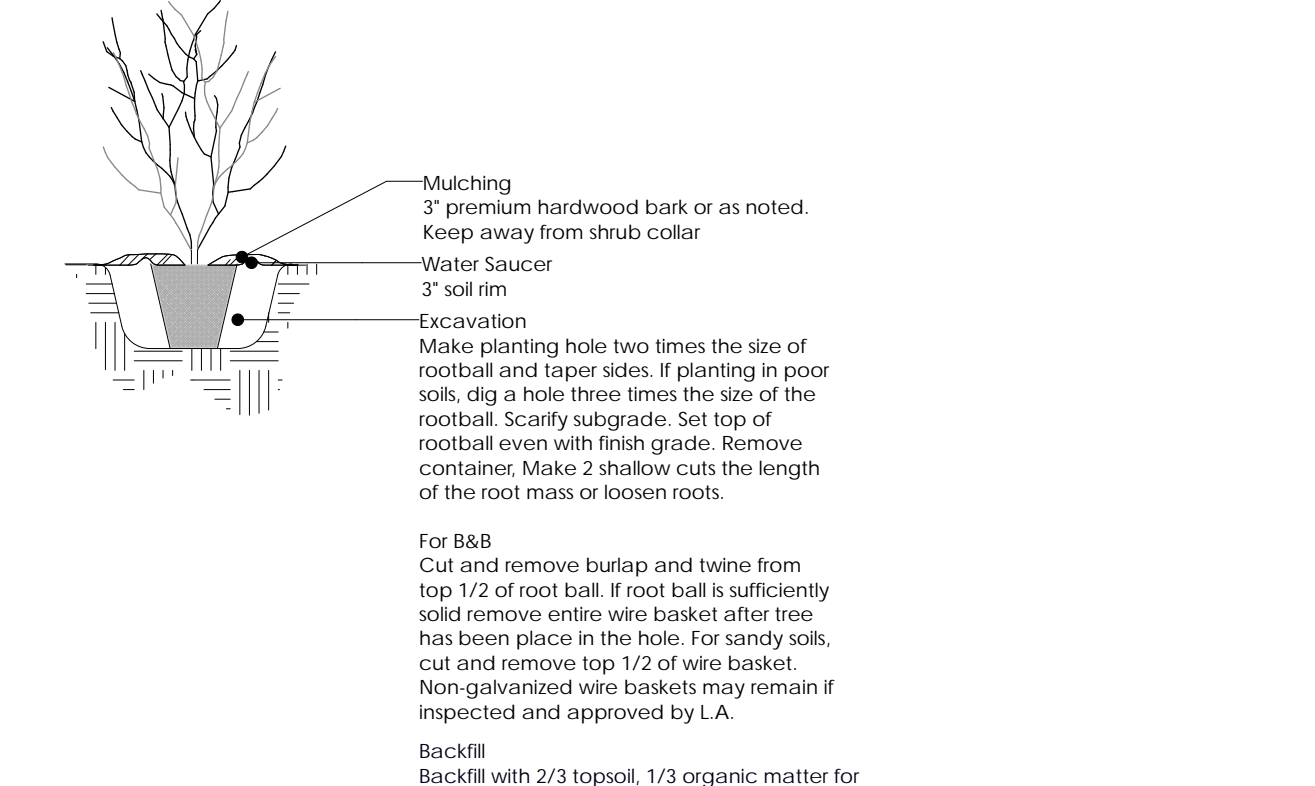 Mulching
3" premium hardwood bark or as noted.
Keep away from shrub collar
Water Saucer
3" soil rim
Excavation
Make planting hole two times the size of
rootball and taper sides. If planting in poor
soils, dig a hole three times the size of the
rootball. Scarify subgrade. Set top of
rootball even with finish grade. Remove
container, Make 2 shallow cuts the length
of the root mass or loosen roots.
For B&B
Cut and remove burlap and twine from
top 1/2 of root ball. If root ball is sufficiently
solid remove entire wire basket after tree
has been place in the hole. For sandy soils,
cut and remove top 1/2 of wire basket.
Non-galvanized wire baskets may remain if
inspected and approved by L.A.
Backfill
Backfill with 2/3 topsoil, 1/3 organic matter for